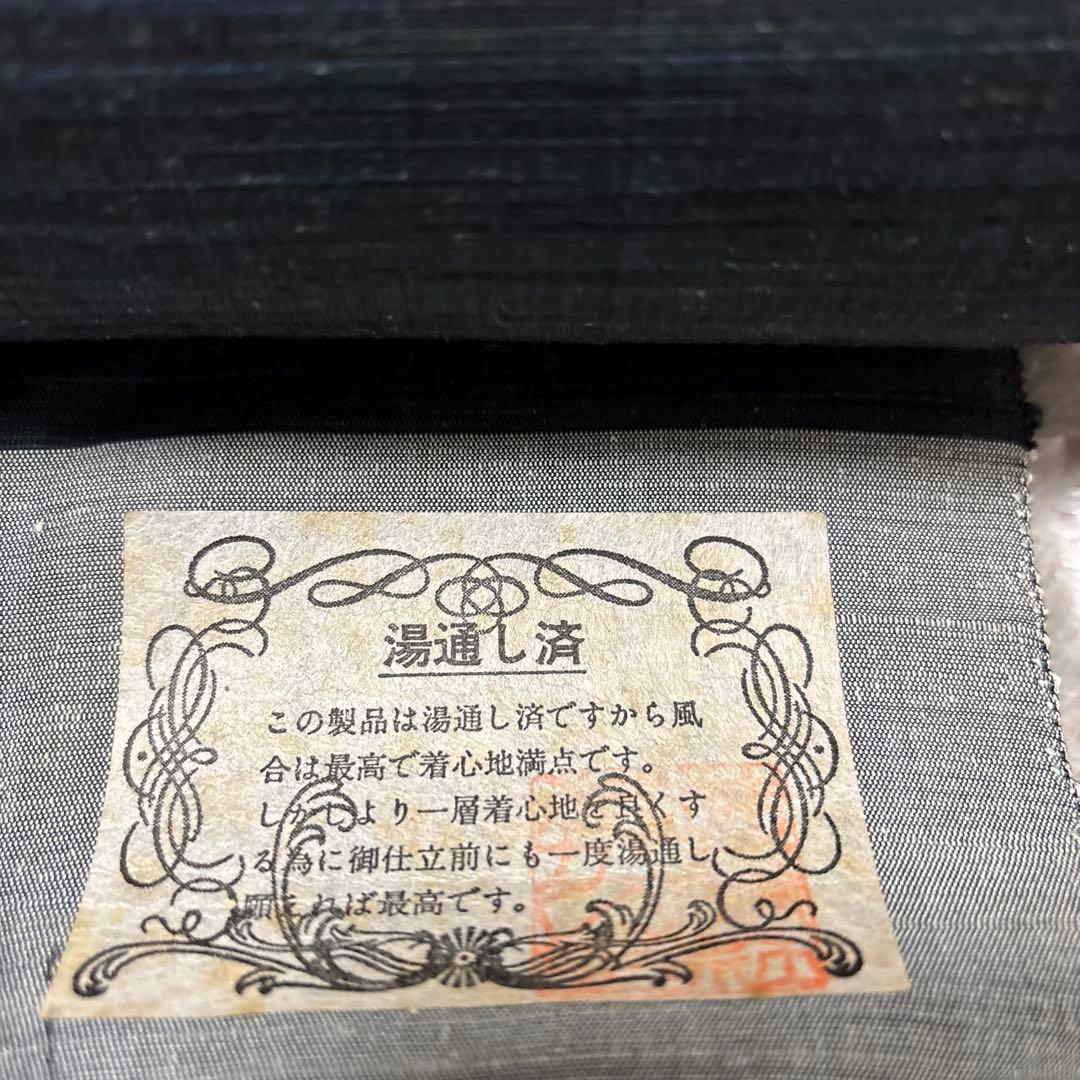 湯通し済
この製品は湯通し済ですから風
合は最高で着心地満点です。
しかしより一層着心地を良くす
る為に御仕立前にも一度湯通し
願えれば最高です。